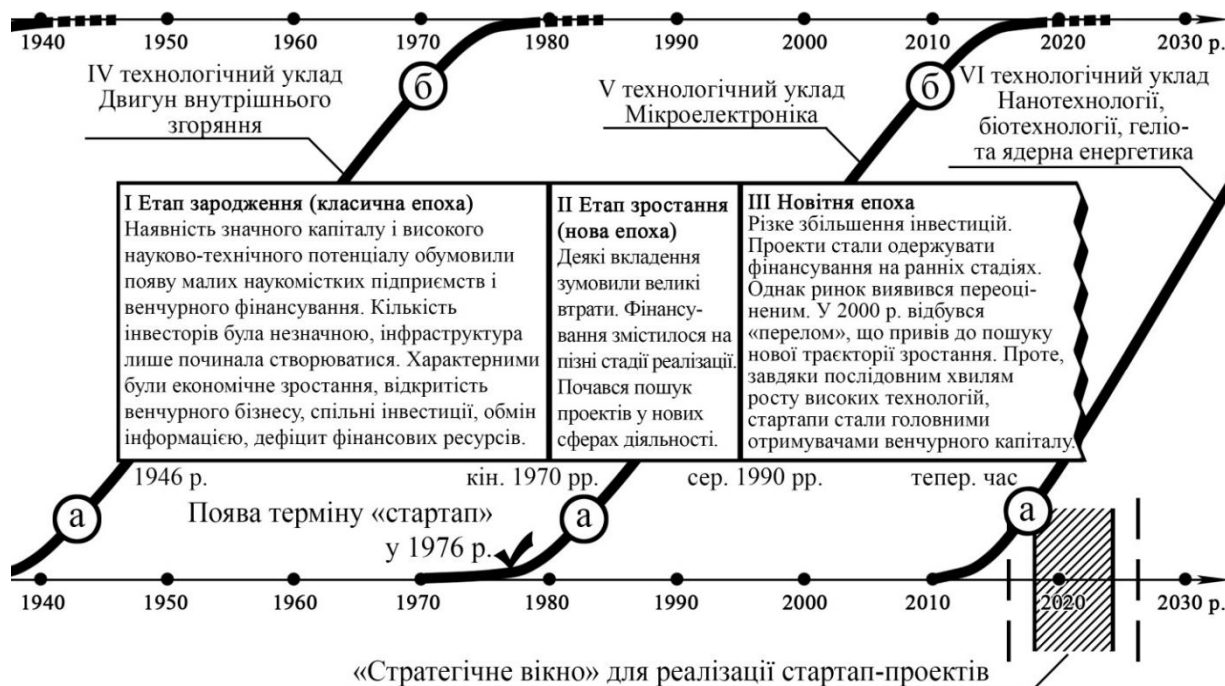 1940 1950 1960 1970 1980 1990 2000 2010 2020 2030 р.
IV технологічний уклад
Двигун внутрішнього
згоряння
б
V технологічний уклад
Мікроелектроніка
б
VI технологічний уклад
Нанотехнології,
біотехнології, геліо-
та ядерна енергетика
I Етап зародження (класична епоха)
Наявність значного капіталу і високого
науково-технічного потенціалу обумовили
появу малих наукомістких підприємств і
венчурного фінансування. Кількість
інвесторів була незначною, інфраструктура
лише починала створюватися. Характерними
були економічне зростання, відкритість
венчурного бізнесу, спільні інвестиції, обмін
інформацією, дефіцит фінансових ресурсів.
II Етап зростання
(нова епоха)
Деякі вкладення
зумовили великі
втрати. Фінансу-
вання змістилося на
пізні стадії реалізації.
Почався пошук
проектів у нових
сферах діяльності.
III Новітня епоха
Різке збільшення інвестицій.
Проекти стали одержувати
фінансування на ранніх стадіях.
Однак ринок виявився переоці-
неним. У 2000 р. відбувся
«перелом», що привів до пошуку
нової траєкторії зростання. Проте,
завдяки послідовним хвилям
росту високих технологій,
стартапи стали головними
отримувачами венчурного капіталу.
1946 р. кін. 1970 рр. сер. 1990 рр. тепер. час
а
Поява терміну «стартап»
у 1976 р.
а
а
1940 1950 1960 1970 1980 1990 2000 2010 2020 2030 р.
«Стратегічне вікно» для реалізації стартап-проектів